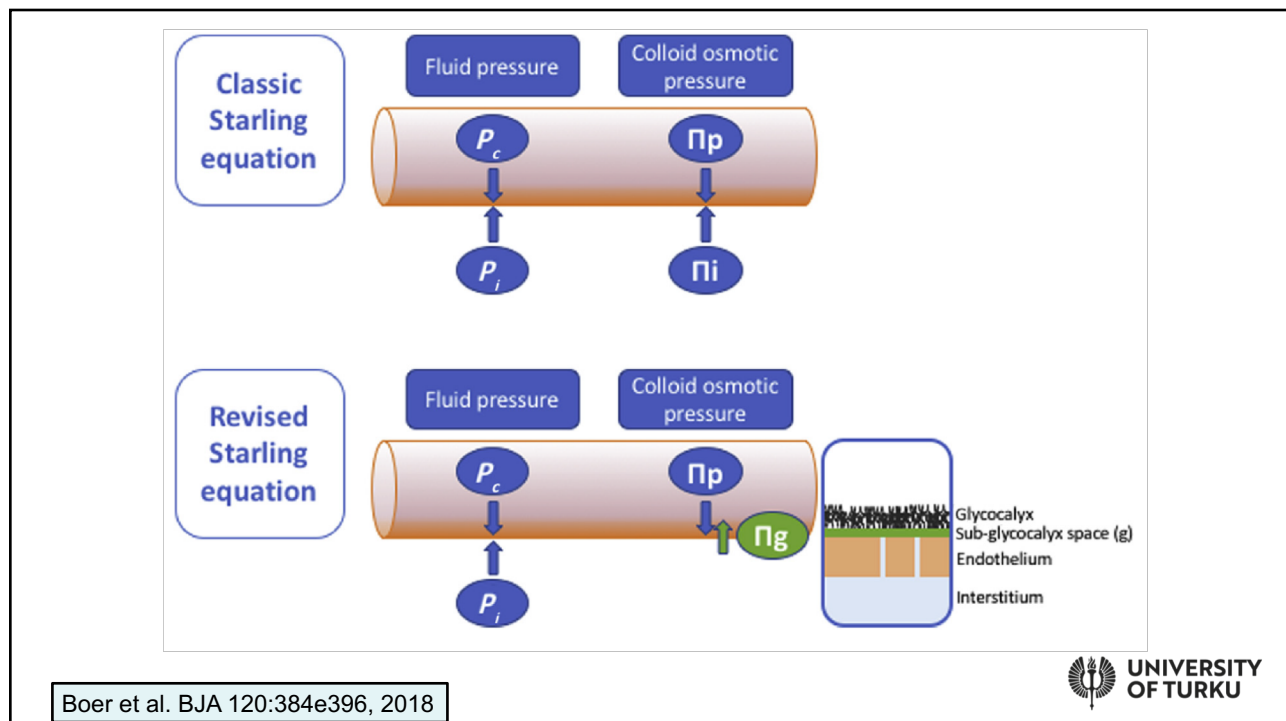 Classic
Starling
equation
Fluid pressure
Colloid osmotic
pressure
Pc
Πp
Pi
Πi
Revised
Starling
equation
Fluid pressure
Colloid osmotic
pressure
Pc
Πp
Πg
Pi
Glycocalyx
Sub-glycocalyx space (g)
Endothelium
Interstitium
Boer et al. BJA 120:384e396, 2018
UNIVERSITY
OF TURKU